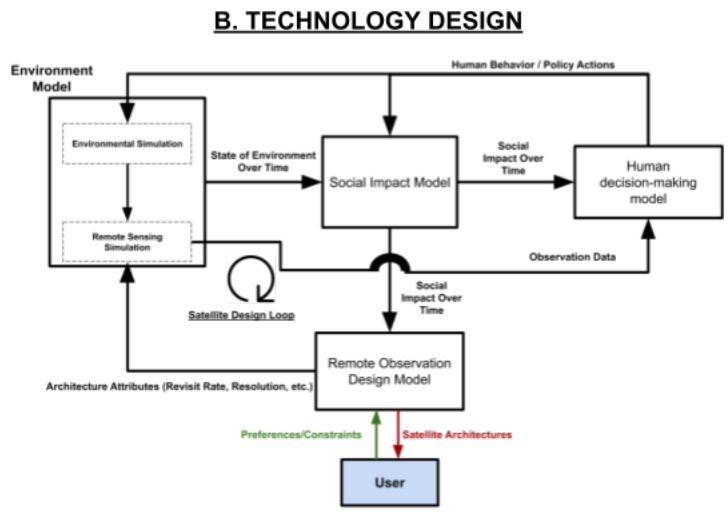 B. TECHNOLOGY DESIGN
Human Behavior / Policy Actions
Environment
Model
Environmental Simulation
State of Environment
Over Time
Social Impact Model
Social
Impact Over
Time
Human
decision-making
model
Remote Sensing
Simulation
Observation Data
Satellite Design Loop
Social
Impact Over
Time
Remote Observation
Design Model
Architecture Attributes (Revisit Rate, Resolution, etc.)
Preferences/Constraints
Satellite Architectures
User